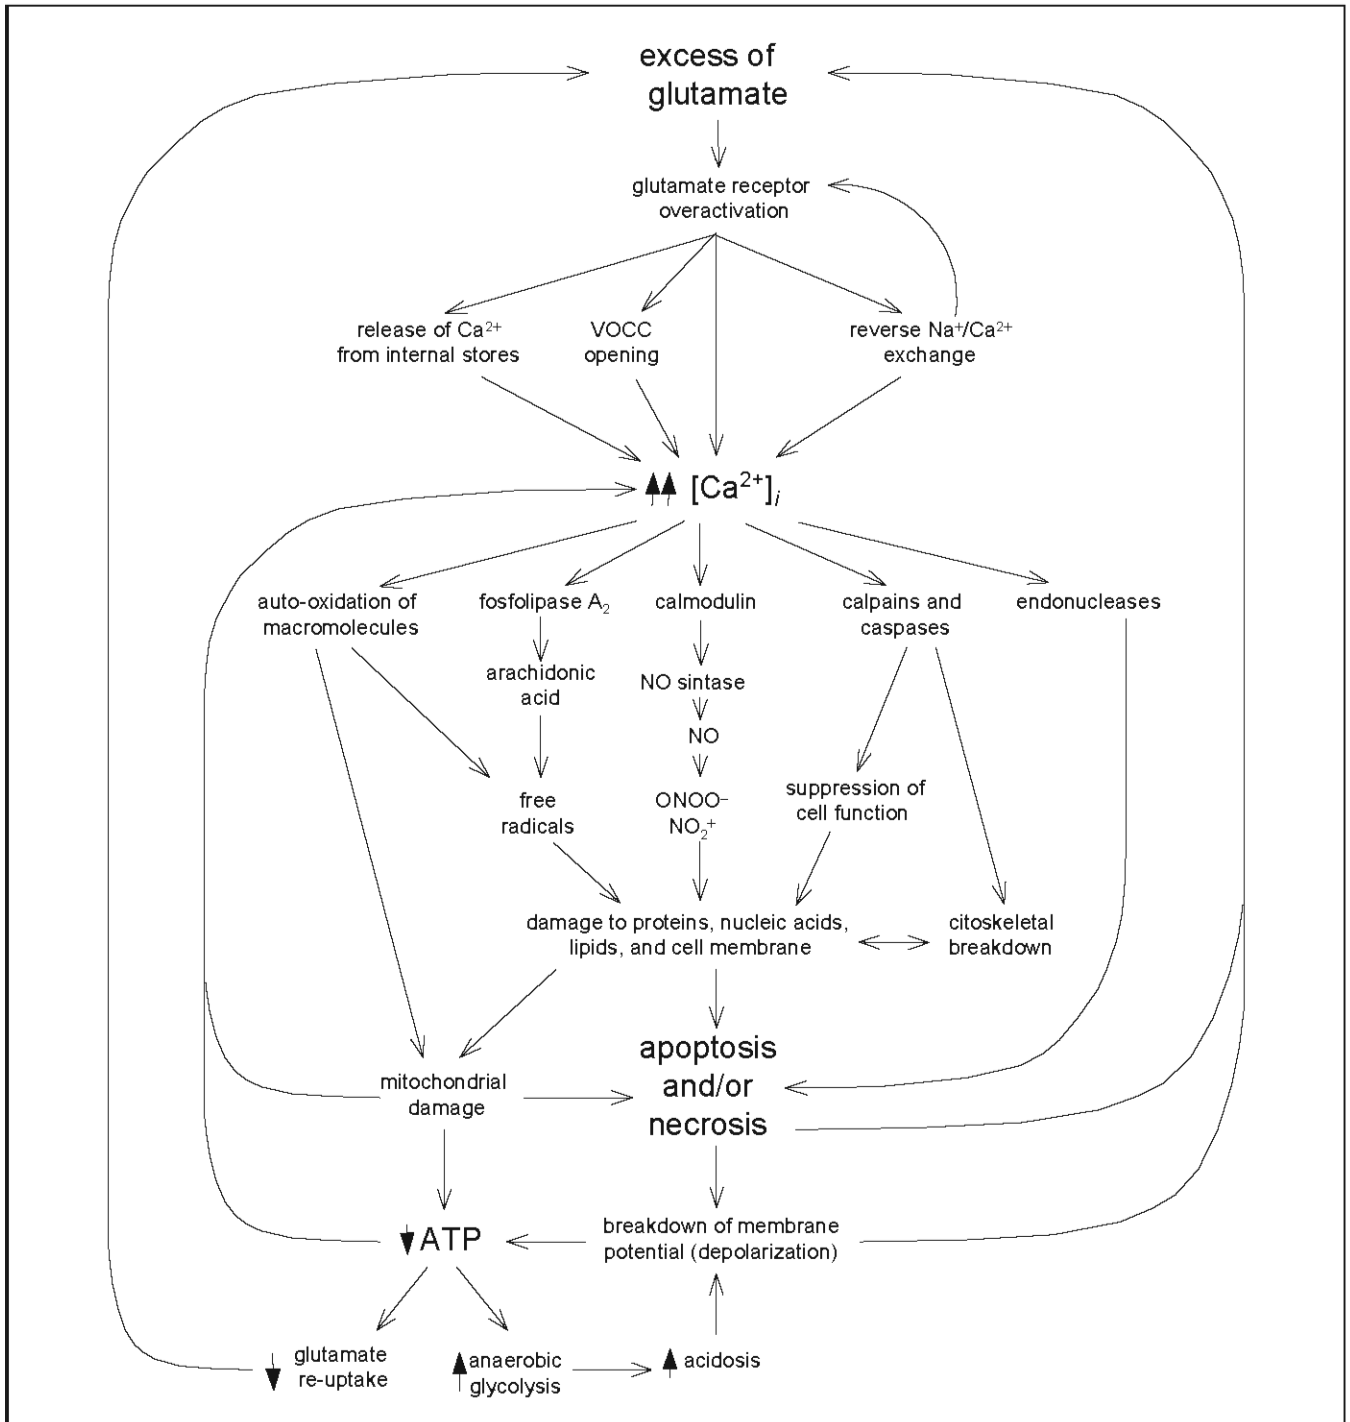 excess of
glutamate
glutamate receptor
overactivation
release of Ca²⁺
from internal stores
VOCC
opening
reverse Na⁺/Ca²⁺
exchange
[Ca²⁺]ᵢ
auto-oxidation of
macromolecules
fosfolipase A₂
calmodulin
calpains and
caspases
endonucleases
arachidonic
acid
NO sintase
NO
free
radicals
ONOO⁻
NO₂⁺
suppression of
cell function
damage to proteins, nucleic acids,
lipids, and cell membrane
citoskeletal
breakdown
mitochondrial
damage
apoptosis
and/or
necrosis
ATP
breakdown of membrane
potential (depolarization)
glutamate
re-uptake
anaerobic
glycolysis
acidosis